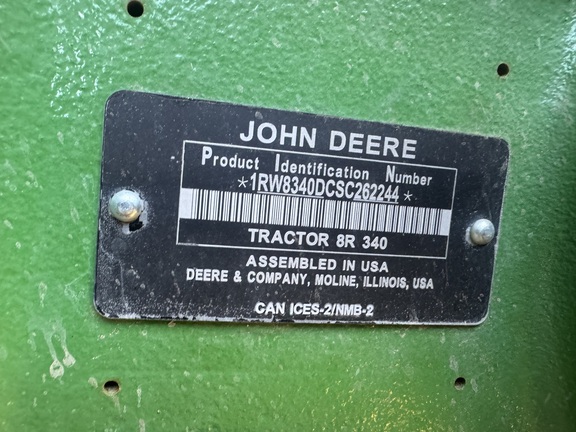 JOHN DEERE
Product Identification Number
*1RW8340DCSC262244*
TRACTOR 8R 340
ASSEMBLED IN USA
DEERE & COMPANY, MOLINE, ILLINOIS, USA
CAN ICES-2/NMB-2